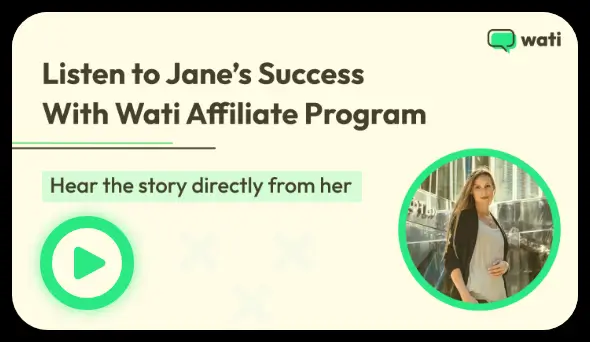 wati
Listen to Jane's Success
With Wati Affiliate Program
Hear the story directly from her